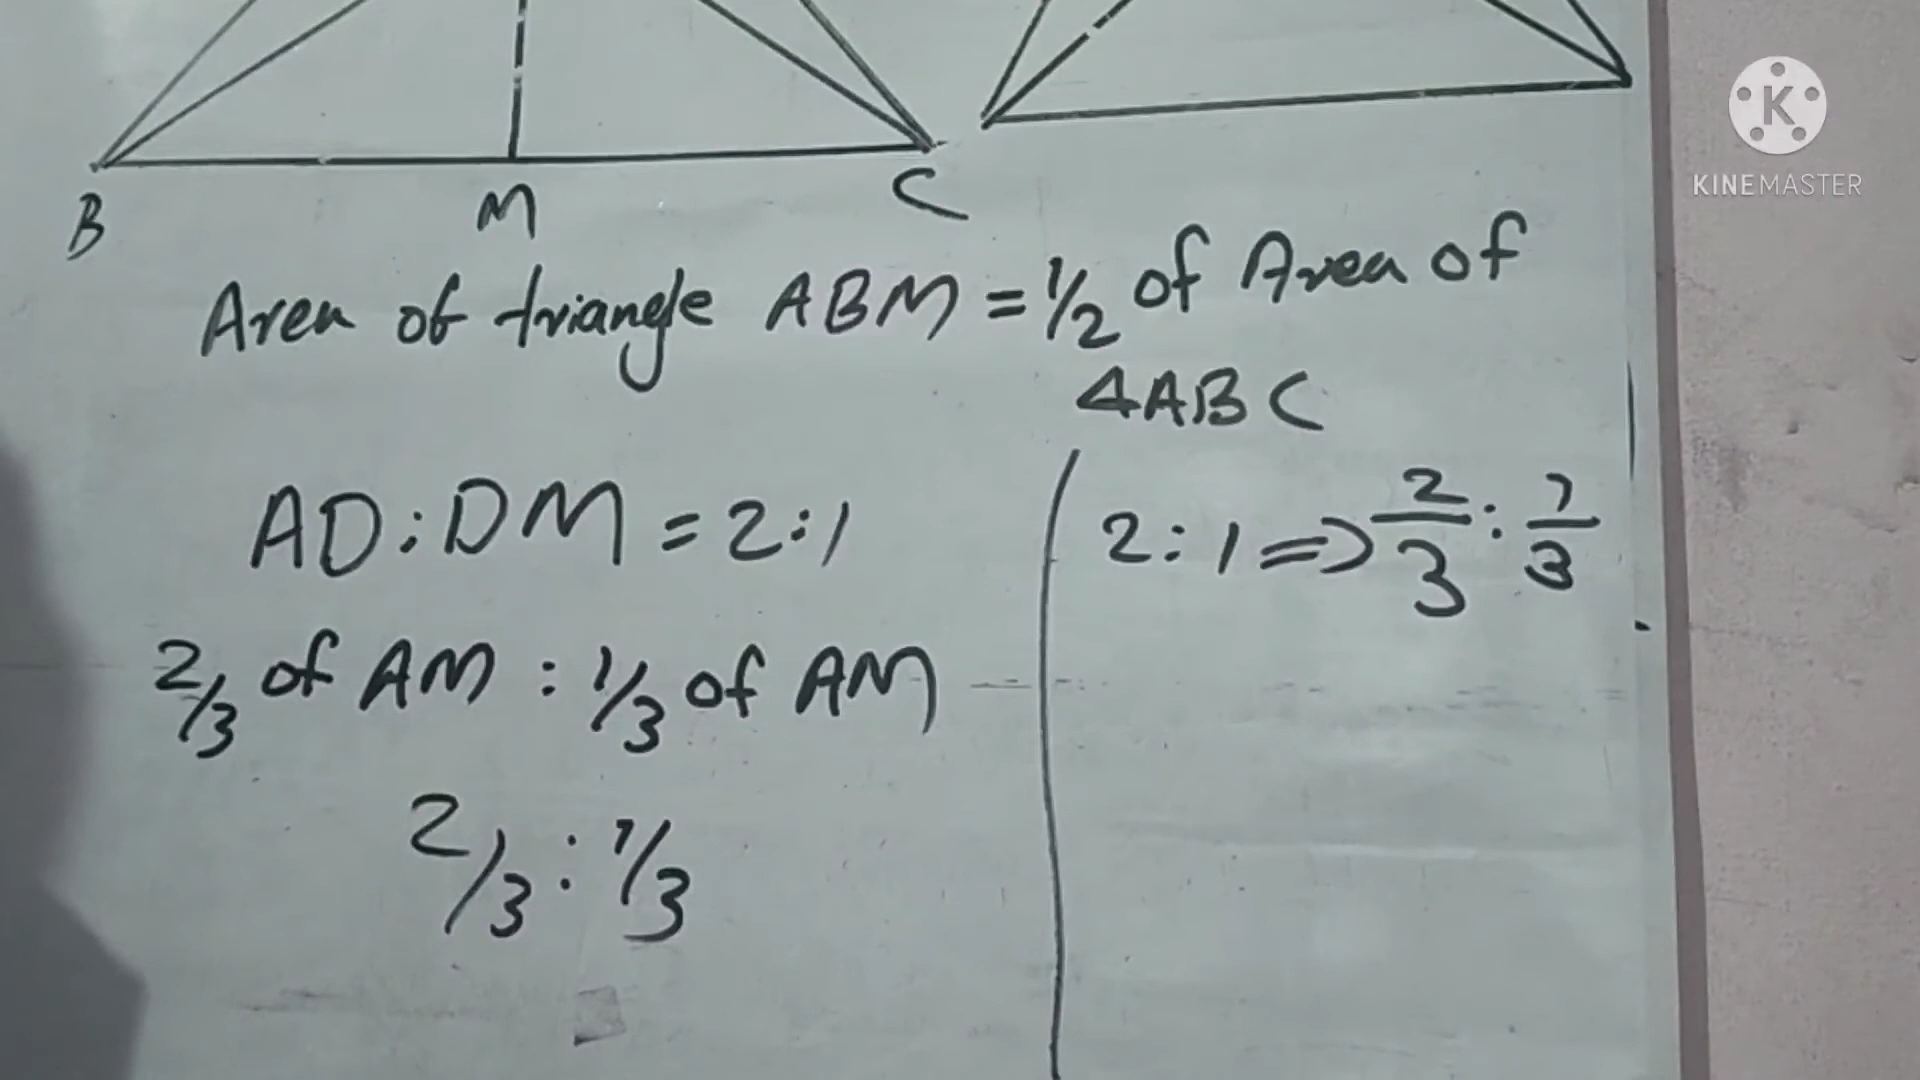 B M C
Area of triangle ABM = 1/2 of Area of
△ABC
AD:DM = 2:1
2:1 ⇒ 2/3 : 1/3
2/3 of AM : 1/3 of AM
2/3 : 1/3
K
KINEMASTER